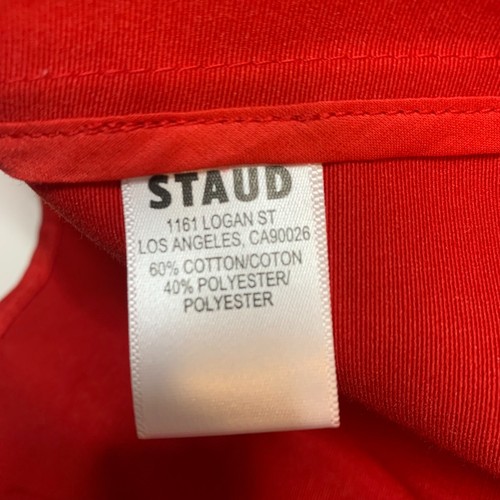 STAUD
1161 LOGAN ST
LOS ANGELES, CA90026
60% COTTON/COTON
40% POLYESTER/
POLYESTER